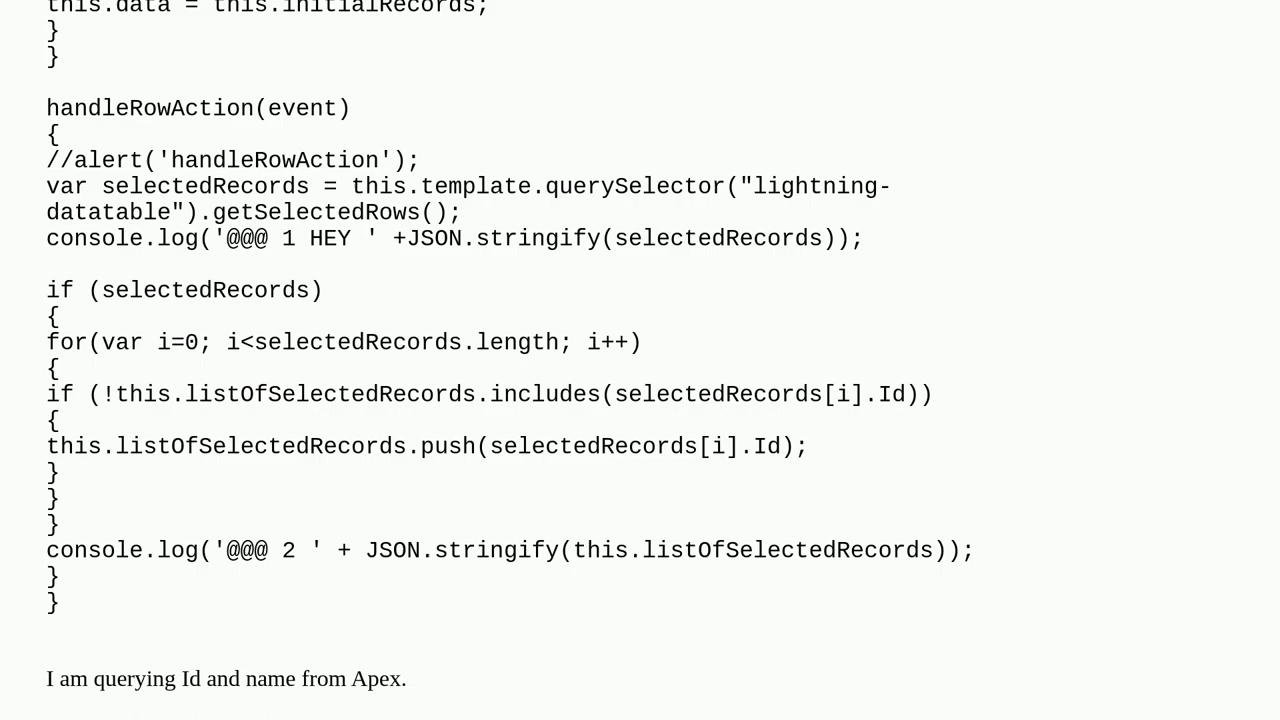 this.data = this.initialRecords;
}
}
handleRowAction(event)
{
//alert('handleRowAction');
var selectedRecords = this.template.querySelector("lightning-
datatable").getSelectedRows();
console.log('@@@ 1 HEY ' +JSON.stringify(selectedRecords));
if (selectedRecords)
{
for(var i=0; i<selectedRecords.length; i++)
{
if (!this.listOfSelectedRecords.includes(selectedRecords[i].Id))
{
this.listOfSelectedRecords.push(selectedRecords[i].Id);
}
}
}
console.log('@@@ 2 ' + JSON.stringify(this.listOfSelectedRecords));
}
}
I am querying Id and name from Apex.